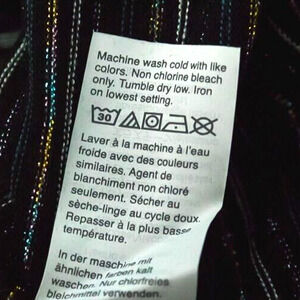 Machine wash cold with like
colors. Non chlorine bleach
only. Tumble dry low. Iron
on lowest setting.
30
Laver à la machine à l'eau
froide avec des couleurs
similaires. Agent de
blanchiment non chloré
seulement. Sécher au
sèche-linge au cycle doux.
Repasser à la plus basse
température.
In der maschine mit
ähnlichen farben kalt
waschen. Nur chlorfreie
bleichmittel verwenden.